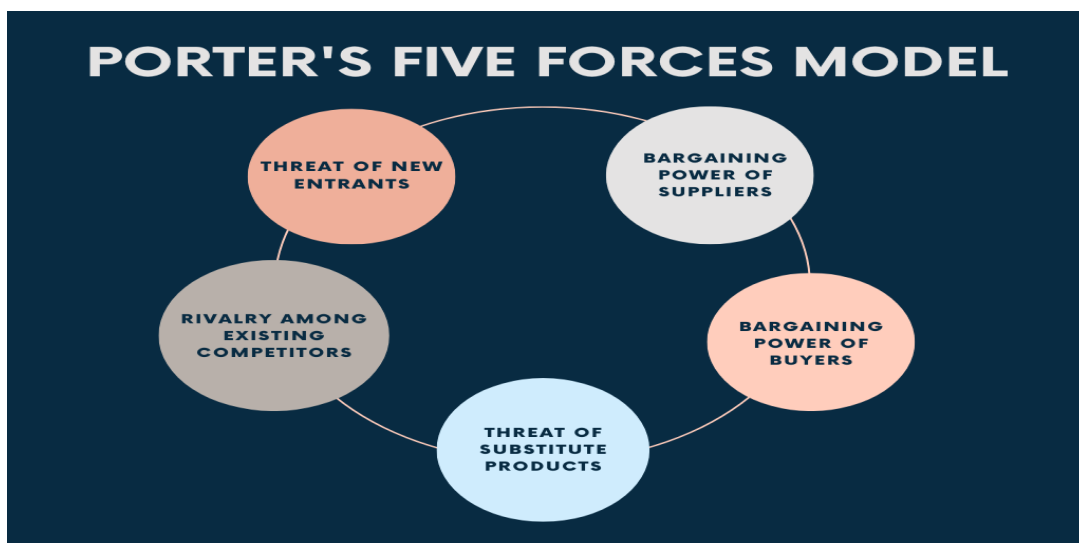 PORTER'S FIVE FORCES MODEL
THREAT OF NEW
ENTRANTS
BARGAINING
POWER OF
SUPPLIERS
RIVALRY AMONG
EXISTING
COMPETITORS
BARGAINING
POWER OF
BUYERS
THREAT OF
SUBSTITUTE
PRODUCTS